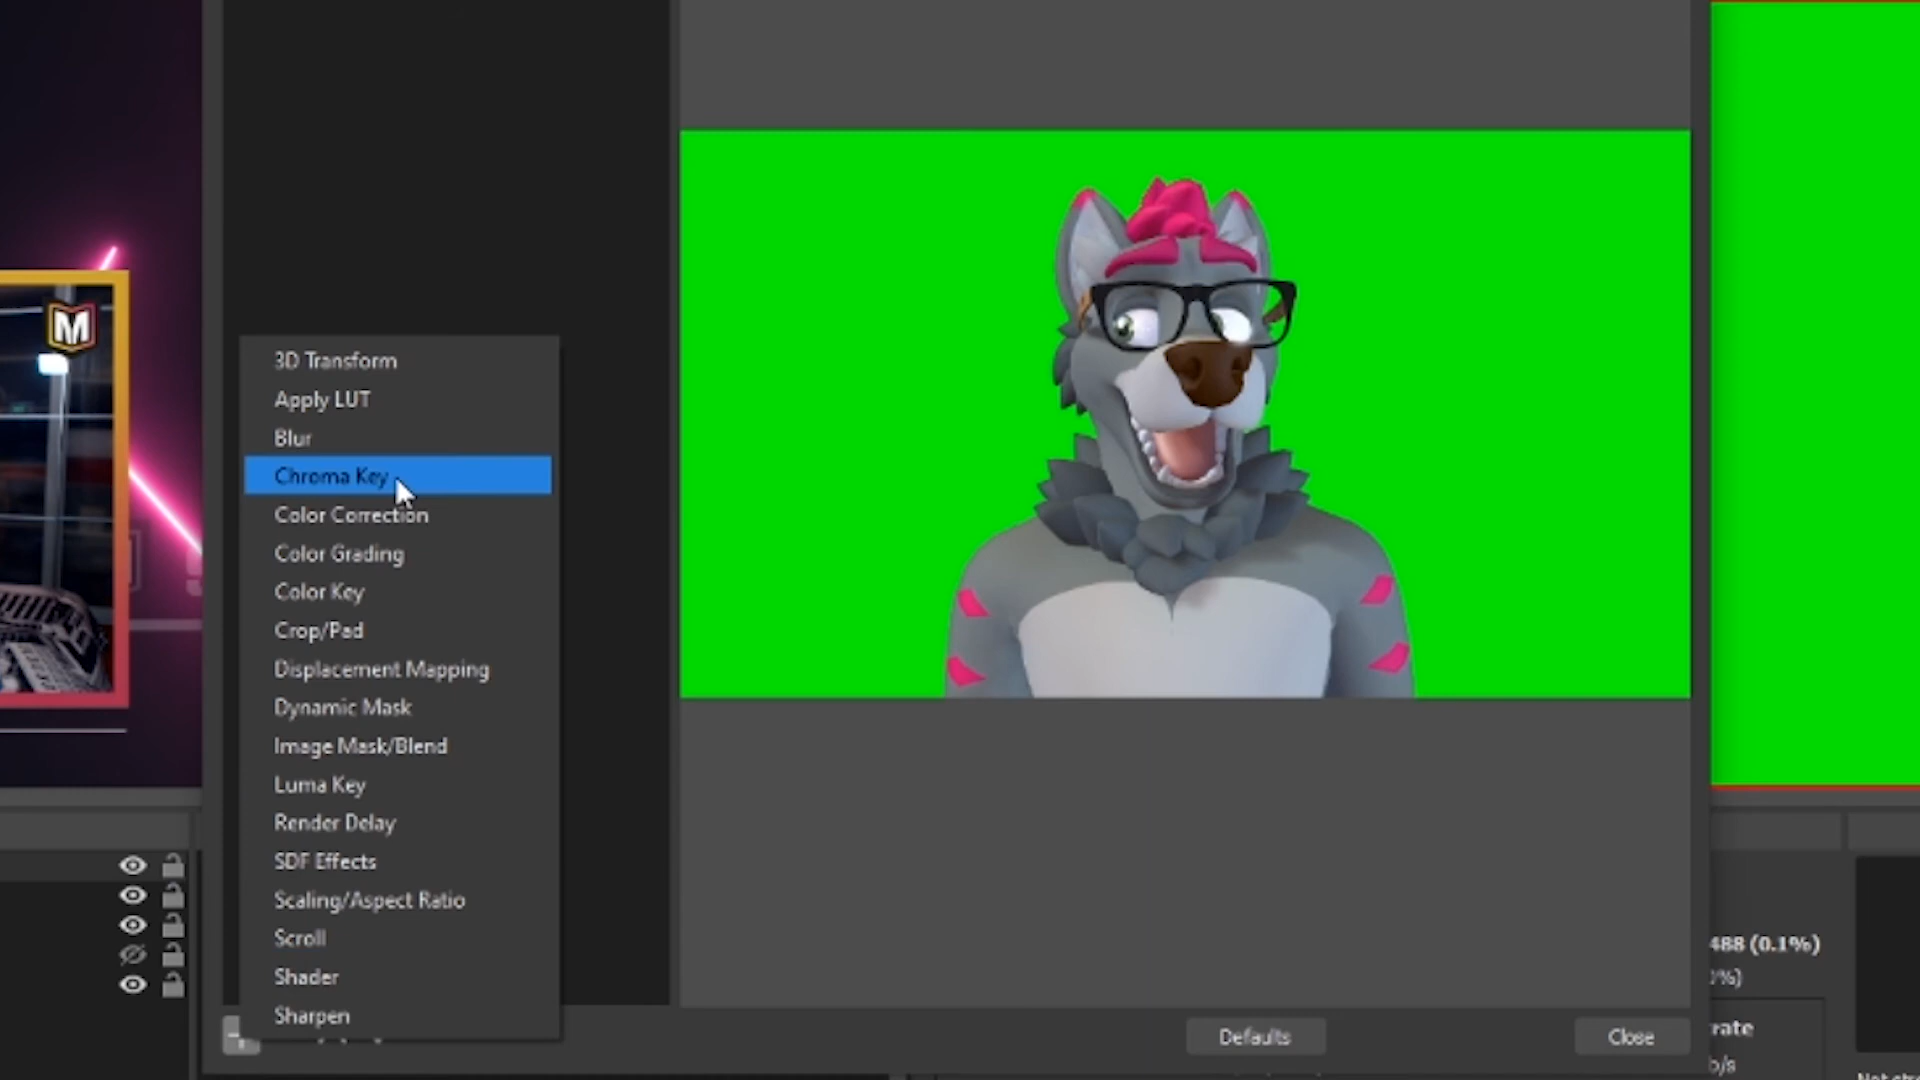 M
3D Transform
Apply LUT
Blur
Chroma Key
Color Correction
Color Grading
Color Key
Crop/Pad
Displacement Mapping
Dynamic Mask
Image Mask/Blend
Luma Key
Render Delay
SDF Effects
Scaling/Aspect Ratio
Scroll
Shader
Sharpen
Defaults
Close
488 (0.1%)
%)
rate
b/s